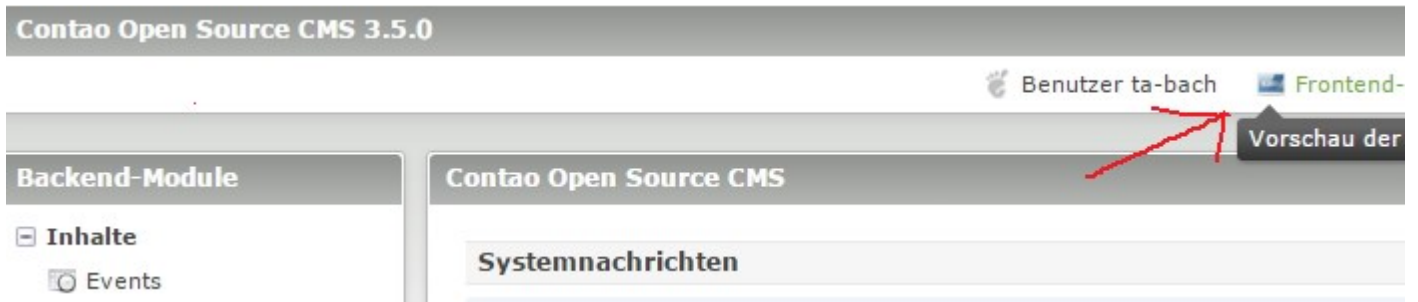 Contao Open Source CMS 3.5.0
Benutzer ta-bach Frontend-
Vorschau der
Backend-Module
Contao Open Source CMS
Inhalte
Systemnachrichten
Events